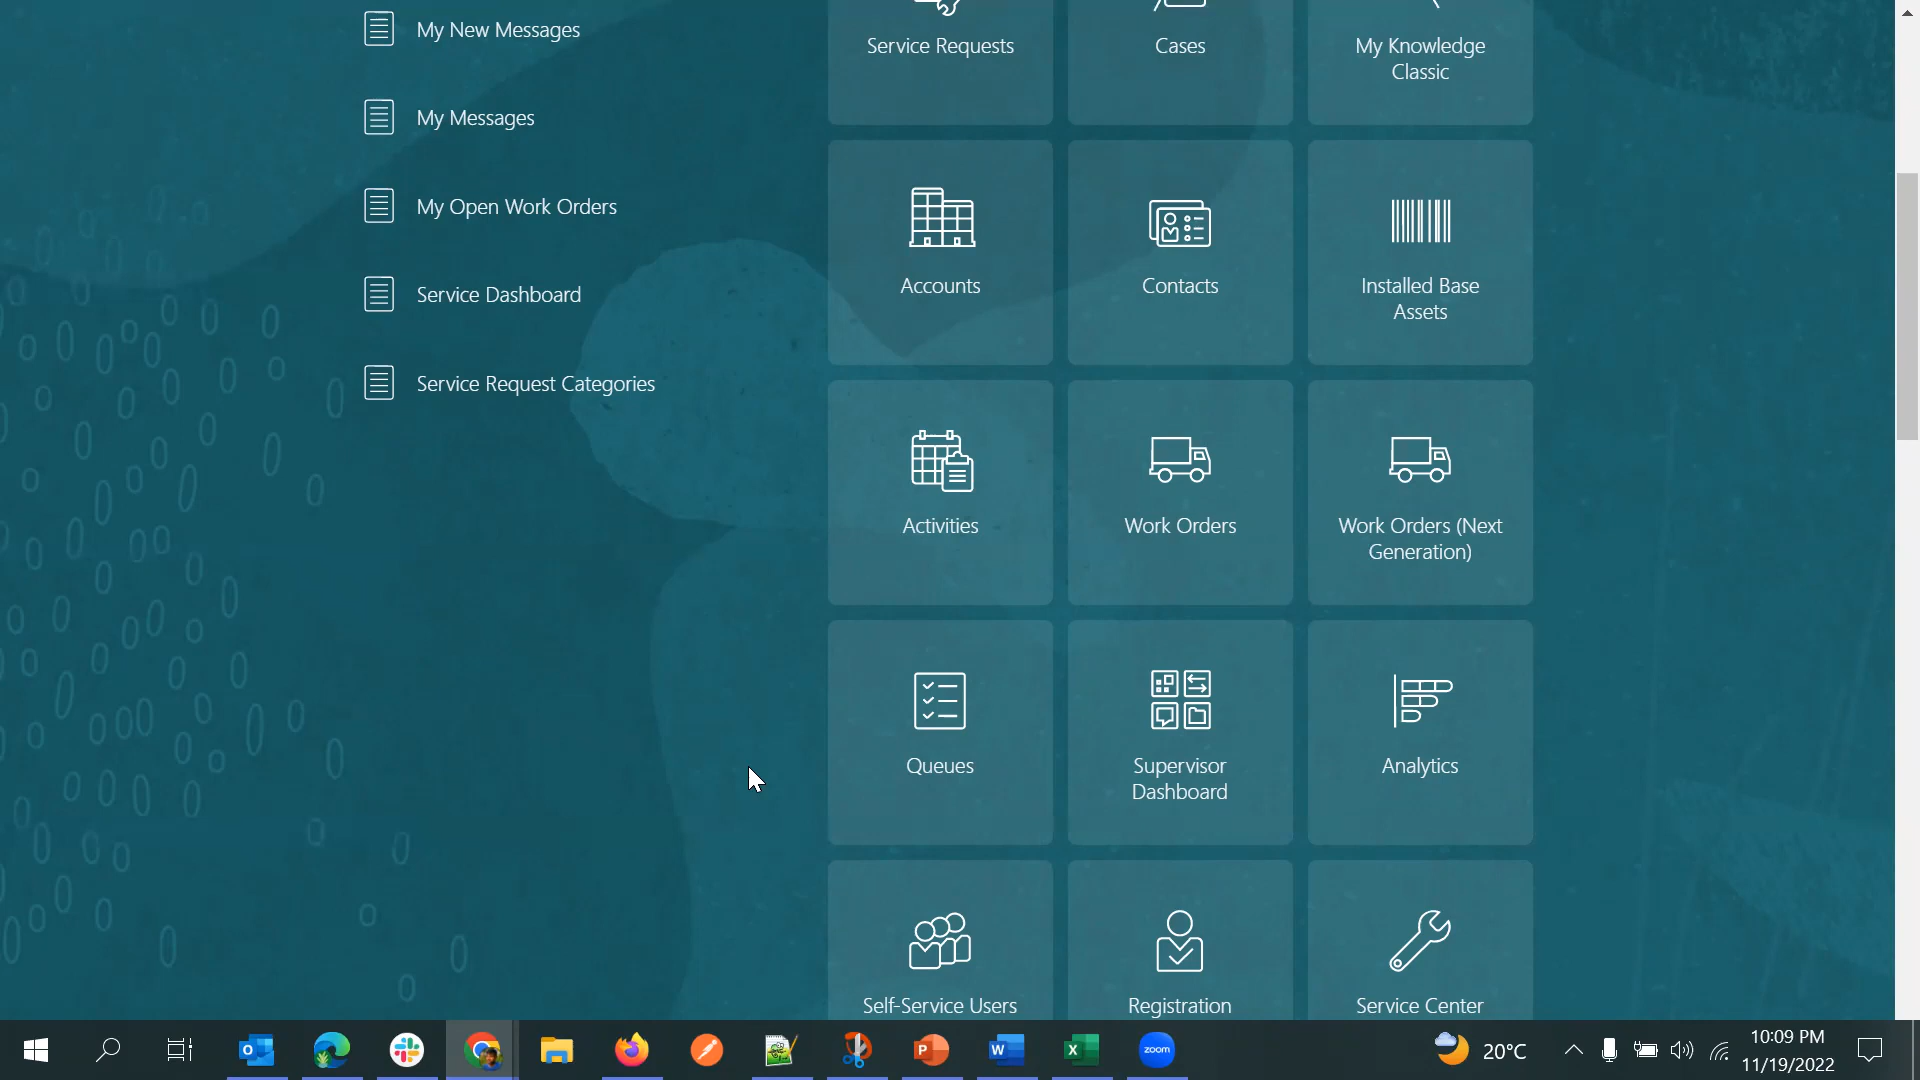 My New Messages
My Messages
My Open Work Orders
Service Dashboard
Service Request Categories
Service Requests
Cases
My Knowledge
Classic
Accounts
Contacts
Installed Base
Assets
Activities
Work Orders
Work Orders (Next
Generation)
Queues
Supervisor
Dashboard
Analytics
Self-Service Users
Registration
Service Center
O
P
W
X
zoom
20°C
10:09 PM
11/19/2022